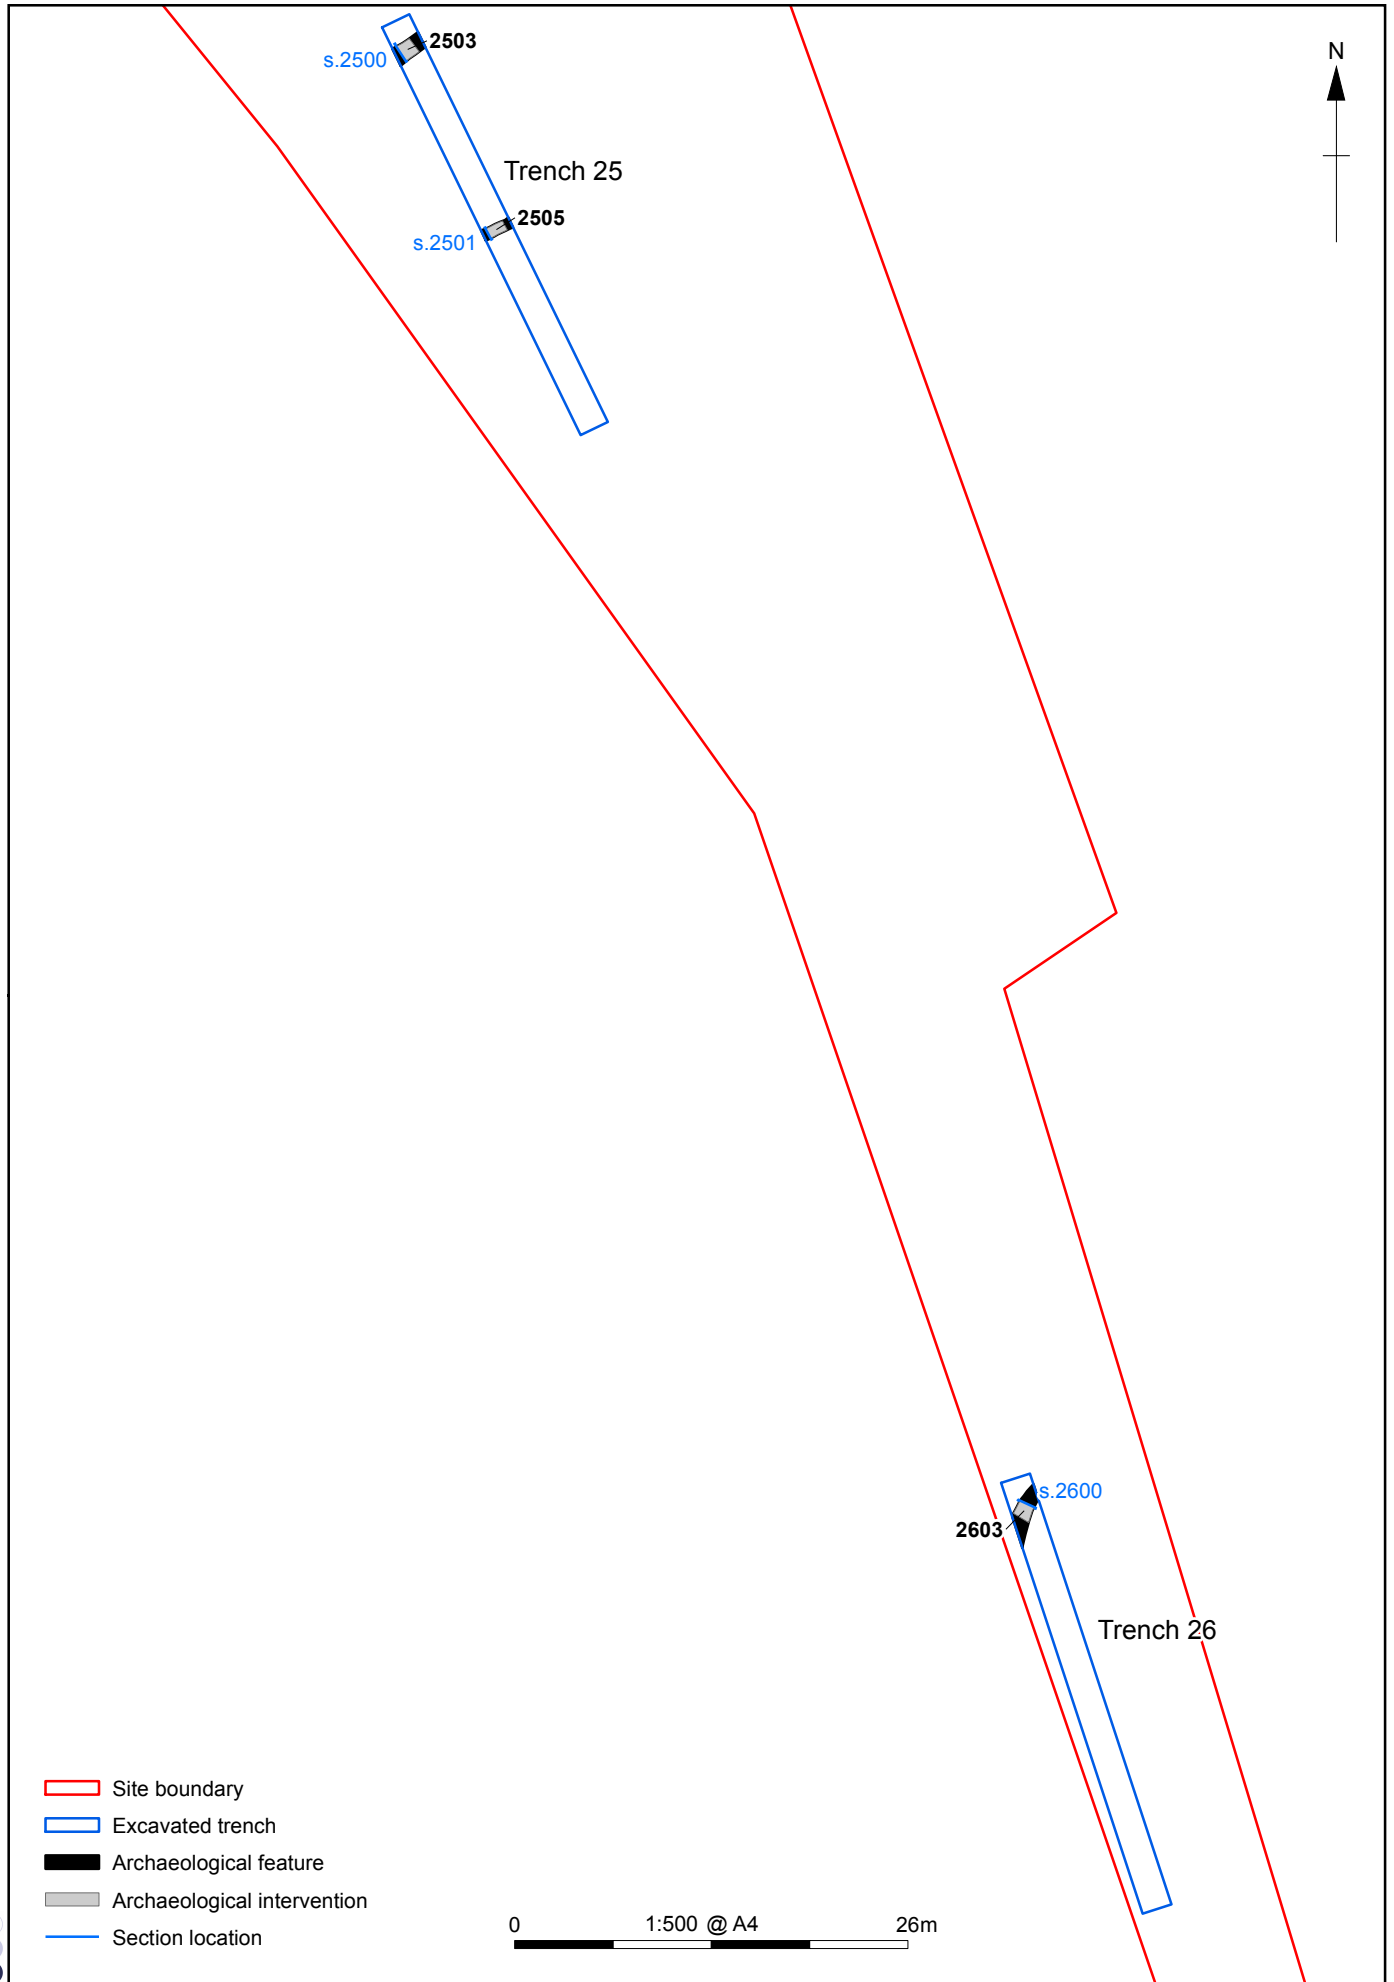 N
2503
s.2500
Trench 25
2505
s.2501
s.2600
2603
Trench 26
Site boundary
Excavated trench
Archaeological feature
Archaeological intervention
Section location
0 1:500 @ A4 26m